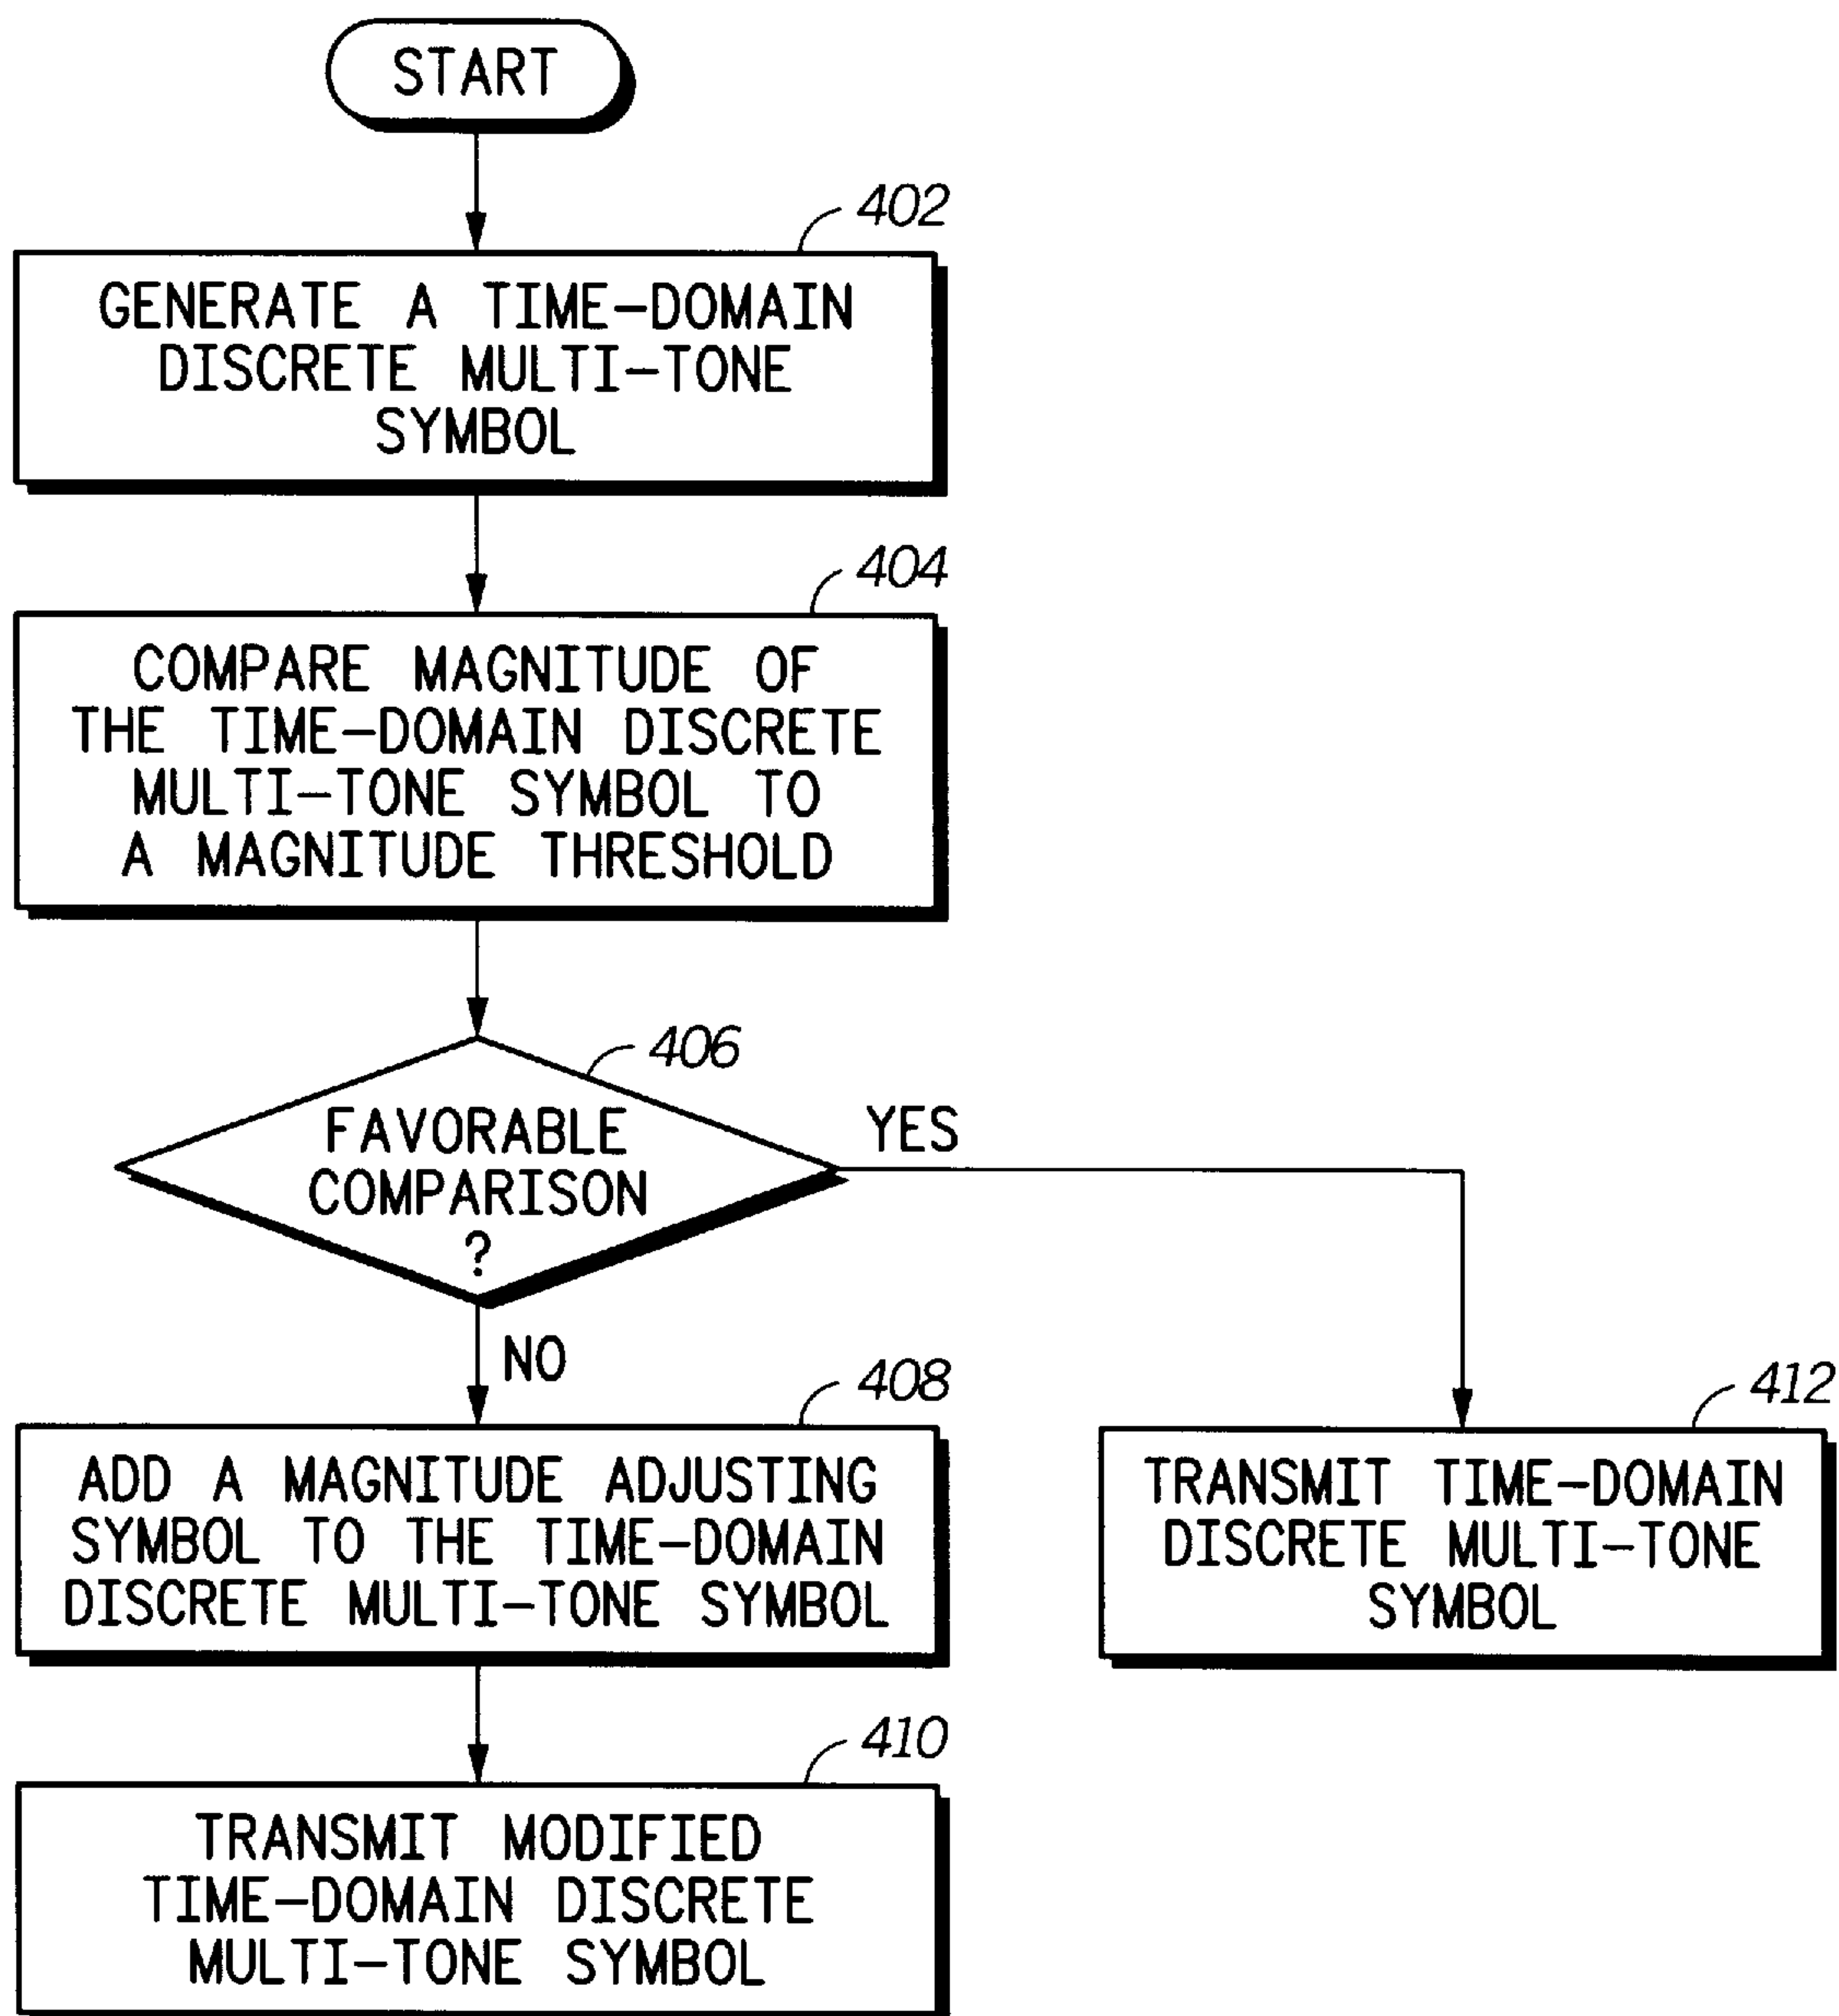 START
402
GENERATE A TIME-DOMAIN
DISCRETE MULTI-TONE
SYMBOL
404
COMPARE MAGNITUDE OF
THE TIME-DOMAIN DISCRETE
MULTI-TONE SYMBOL TO
A MAGNITUDE THRESHOLD
406
FAVORABLE
COMPARISON
?
YES
NO
408
ADD A MAGNITUDE ADJUSTING
SYMBOL TO THE TIME-DOMAIN
DISCRETE MULTI-TONE SYMBOL
412
TRANSMIT TIME-DOMAIN
DISCRETE MULTI-TONE
SYMBOL
410
TRANSMIT MODIFIED
TIME-DOMAIN DISCRETE
MULTI-TONE SYMBOL